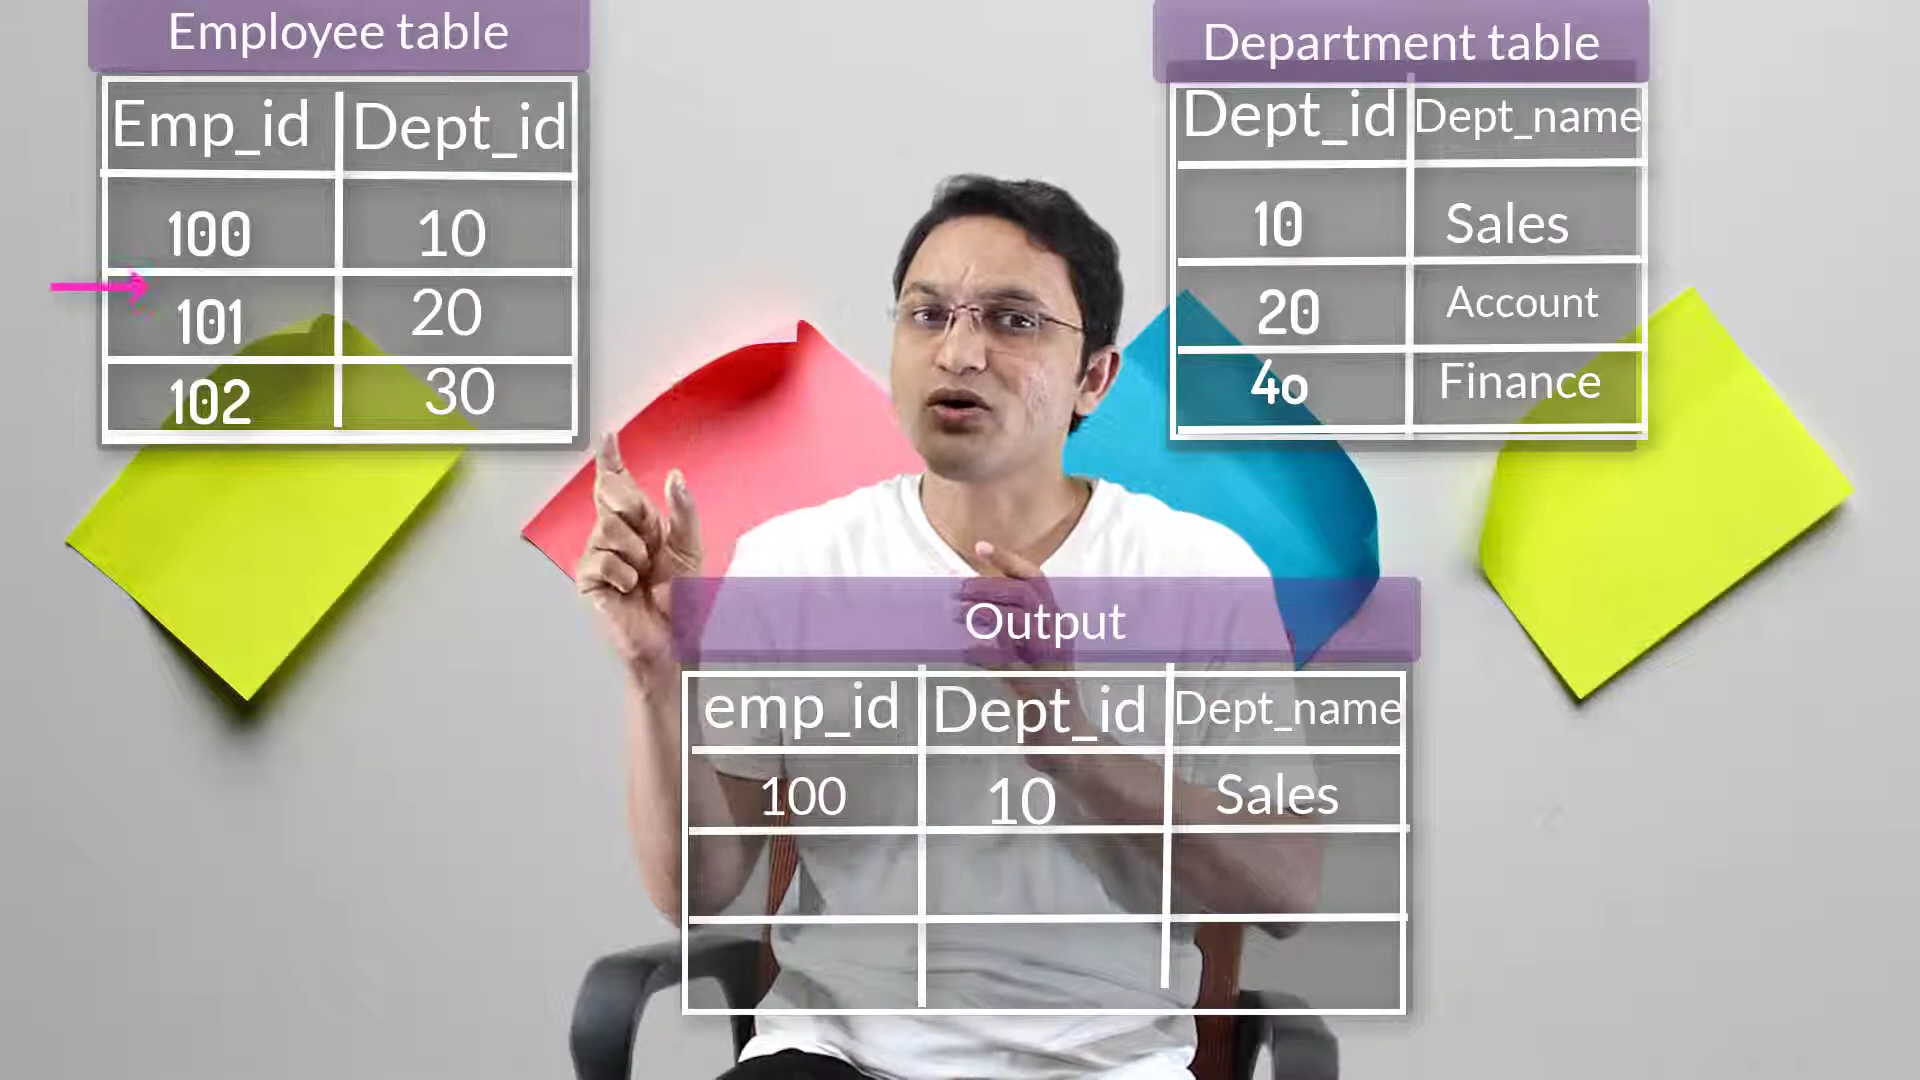 Employee table
Emp_id Dept_id
100 10
101 20
102 30
Department table
Dept_id Dept_name
10 Sales
20 Account
40 Finance
Output
emp_id Dept_id Dept_name
100 10 Sales